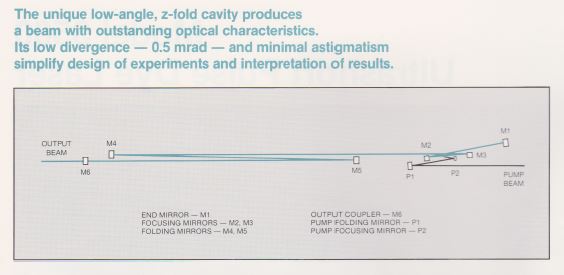 The unique low-angle, z-fold cavity produces
a beam with outstanding optical characteristics.
Its low divergence — 0.5 mrad — and minimal astigmatism
simplify design of experiments and interpretation of results.
M1
OUTPUT
BEAM
M4
M2
M3
M6
M5
P1
P2
PUMP
BEAM
END MIRROR — M1
FOCUSING MIRRORS — M2, M3
FOLDING MIRRORS — M4, M5
OUTPUT COUPLER — M6
PUMP FOLDING MIRROR — P1
PUMP FOCUSING MIRROR — P2